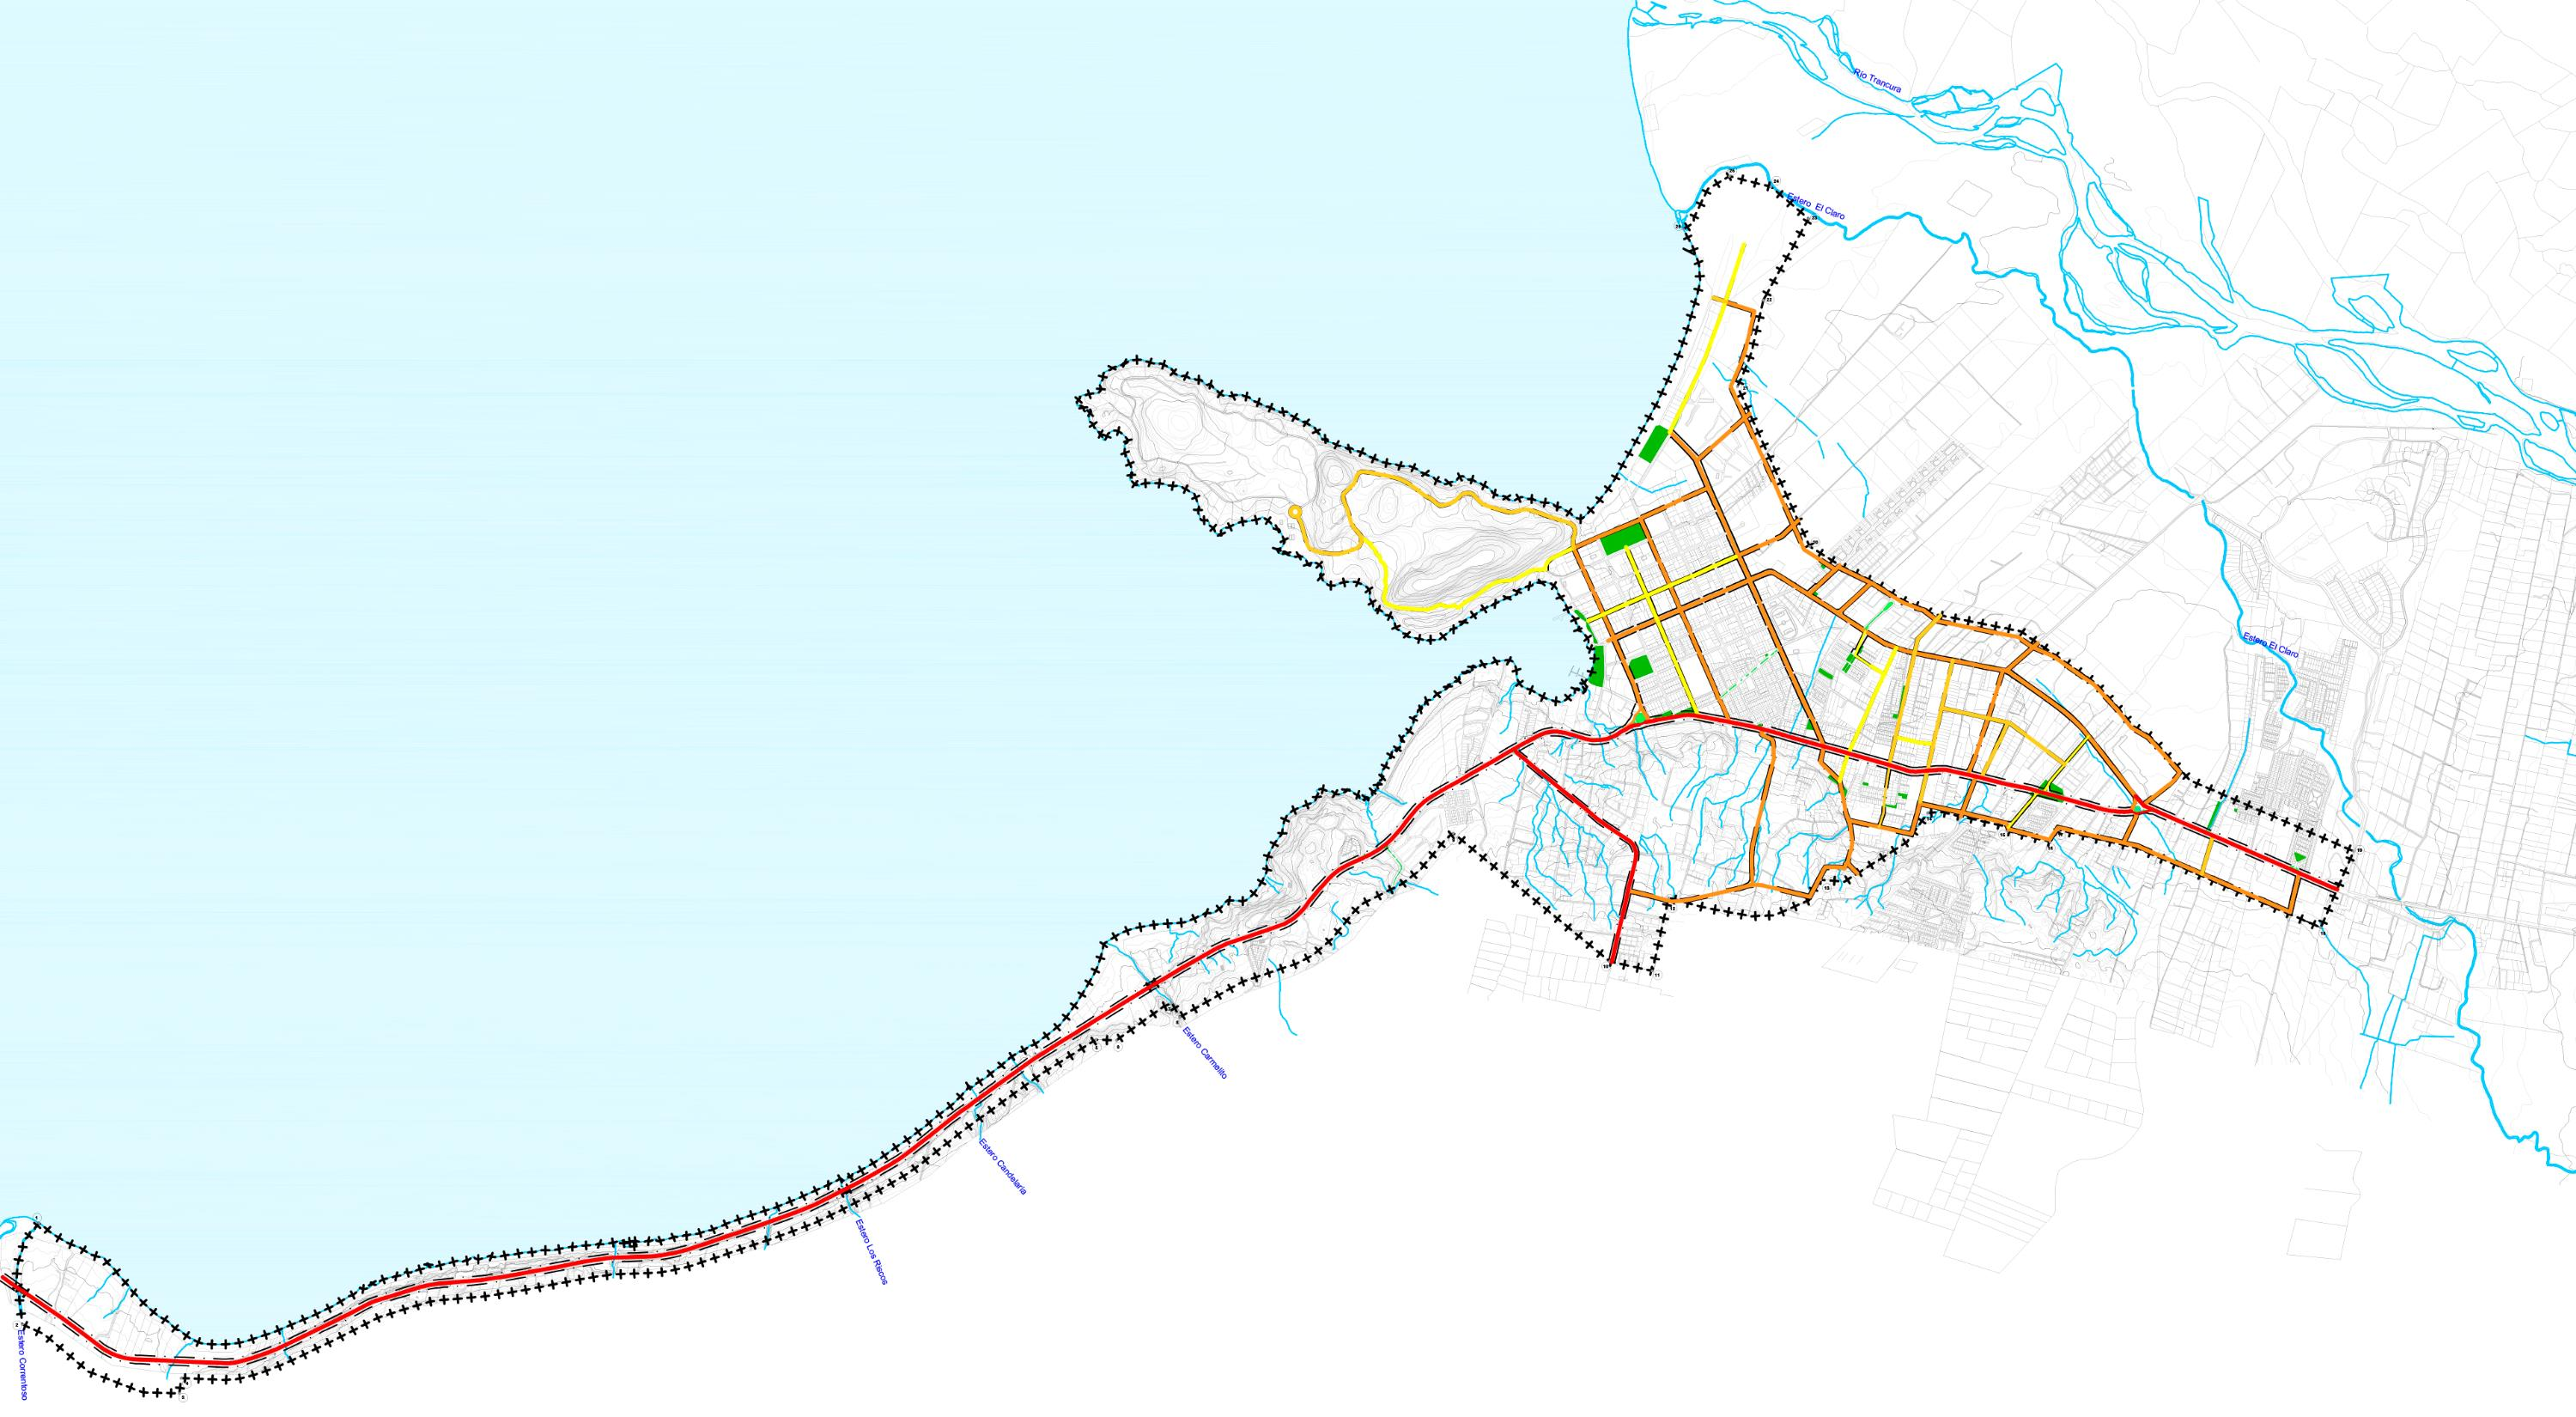 Río Trancura
Estero El Claro
Estero El Claro
Estero Carmelito
Estero Candelaria
Estero Los Riscos
Estero Correntoso